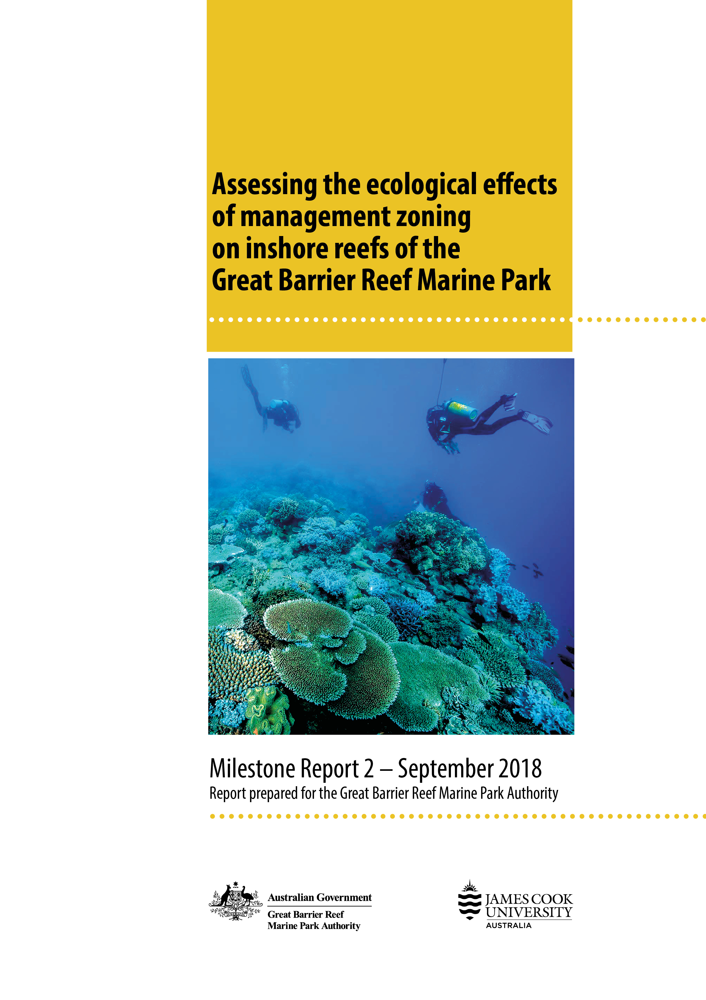 Assessing the ecological effects
of management zoning
on inshore reefs of the
Great Barrier Reef Marine Park
Milestone Report 2 – September 2018
Report prepared for the Great Barrier Reef Marine Park Authority
AUSTRALIA
Australian Government
Great Barrier Reef
Marine Park Authority
JAMES COOK
UNIVERSITY
AUSTRALIA